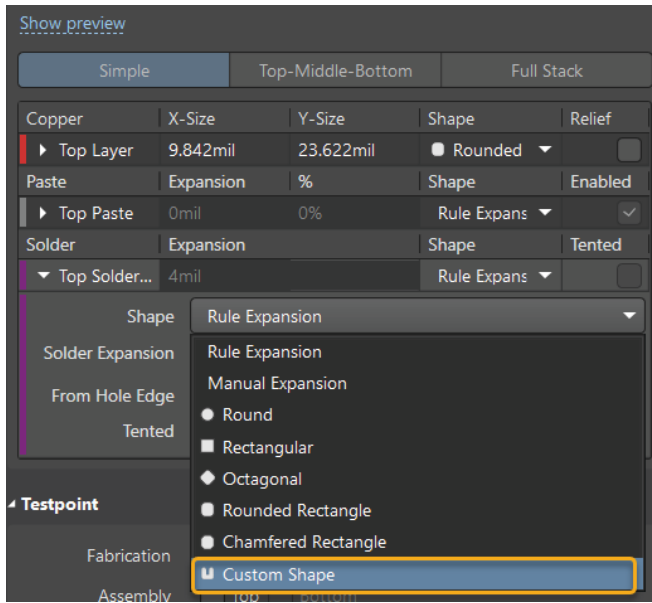 Show preview
Simple Top-Middle-Bottom Full Stack
Copper X-Size Y-Size Shape Relief
Top Layer 9.842mil 23.622mil Rounded
Paste Expansion % Shape Enabled
Top Paste 0mil 0% Rule Expans
Solder Expansion Shape Tented
Top Solder... 4mil Rule Expans
Shape Rule Expansion
Solder Expansion Rule Expansion
Manual Expansion
From Hole Edge Round
Tented Rectangular
Octagonal
Testpoint Rounded Rectangle
Fabrication Chamfered Rectangle
Custom Shape
Assembly Top Bottom